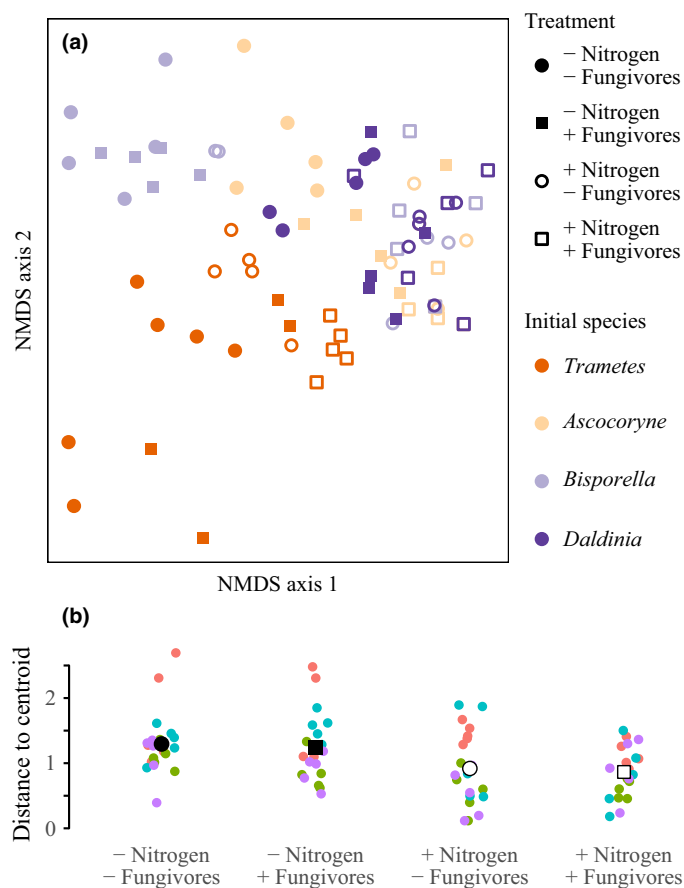 (a)
NMDS axis 2
NMDS axis 1
Treatment
− Nitrogen
− Fungivores
− Nitrogen
+ Fungivores
+ Nitrogen
− Fungivores
+ Nitrogen
+ Fungivores
Initial species
Trametes
Ascocoryne
Bisporella
Daldinia
(b)
Distance to centroid
2
1
0
− Nitrogen
− Fungivores
− Nitrogen
+ Fungivores
+ Nitrogen
− Fungivores
+ Nitrogen
+ Fungivores